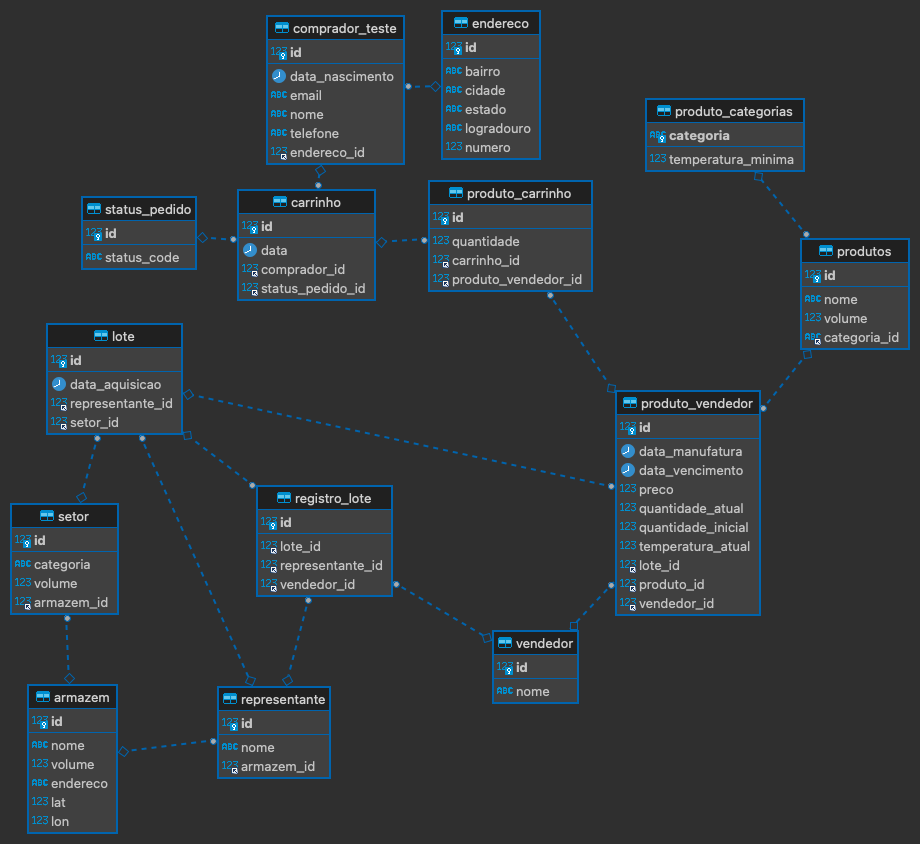 comprador_teste
123 id
data_nascimento
ABC email
ABC nome
ABC telefone
123 endereco_id
endereco
123 id
ABC bairro
ABC cidade
ABC estado
ABC logradouro
123 numero
produto_categorias
ABC categoria
123 temperatura_minima
status_pedido
123 id
ABC status_code
carrinho
123 id
data
123 comprador_id
123 status_pedido_id
produto_carrinho
123 id
123 quantidade
123 carrinho_id
123 produto_vendedor_id
produtos
123 id
ABC nome
123 volume
ABC categoria_id
lote
123 id
data_aquisicao
123 representante_id
123 setor_id
produto_vendedor
123 id
data_manufatura
data_vencimento
123 preco
123 quantidade_atual
123 quantidade_inicial
123 temperatura_atual
123 lote_id
123 produto_id
123 vendedor_id
registro_lote
123 id
123 lote_id
123 representante_id
123 vendedor_id
setor
123 id
ABC categoria
123 volume
123 armazem_id
vendedor
123 id
ABC nome
armazem
123 id
ABC nome
123 volume
ABC endereco
123 lat
123 lon
representante
123 id
ABC nome
123 armazem_id